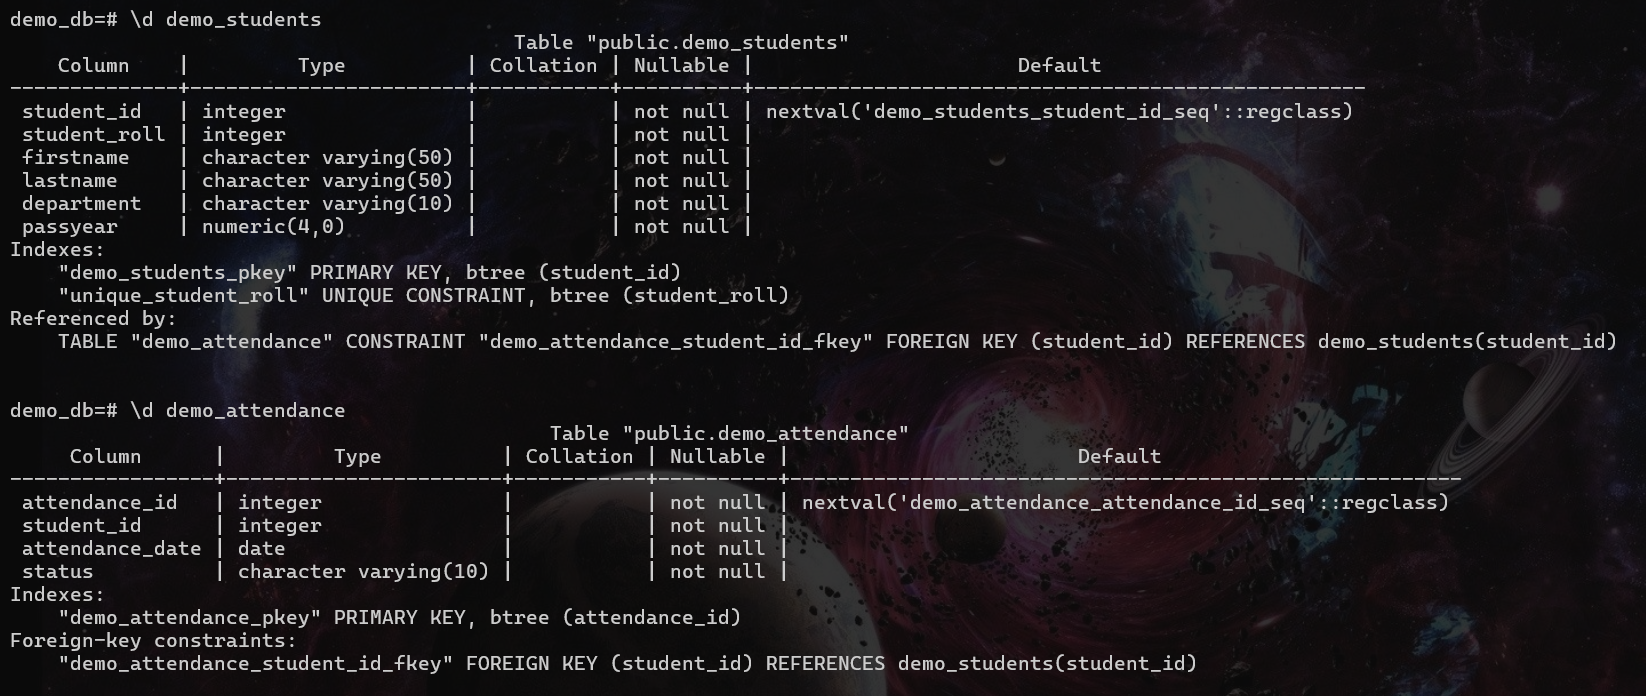 demo_db=# \d demo_students
                                          Table "public.demo_students"
    Column    |         Type          | Collation | Nullable |                      Default
--------------+-----------------------+-----------+----------+---------------------------------------------------
 student_id   | integer               |           | not null | nextval('demo_students_student_id_seq'::regclass)
 student_roll | integer               |           | not null |
 firstname    | character varying(50) |           | not null |
 lastname     | character varying(50) |           | not null |
 department   | character varying(10) |           | not null |
 passyear     | numeric(4,0)          |           | not null |
Indexes:
    "demo_students_pkey" PRIMARY KEY, btree (student_id)
    "unique_student_roll" UNIQUE CONSTRAINT, btree (student_roll)
Referenced by:
    TABLE "demo_attendance" CONSTRAINT "demo_attendance_student_id_fkey" FOREIGN KEY (student_id) REFERENCES demo_students(student_id)
demo_db=# \d demo_attendance
                                             Table "public.demo_attendance"
     Column      |         Type          | Collation | Nullable |                        Default
-----------------+-----------------------+-----------+----------+--------------------------------------------------------
 attendance_id   | integer               |           | not null | nextval('demo_attendance_attendance_id_seq'::regclass)
 student_id      | integer               |           | not null |
 attendance_date | date                  |           | not null |
 status          | character varying(10) |           | not null |
Indexes:
    "demo_attendance_pkey" PRIMARY KEY, btree (attendance_id)
Foreign-key constraints:
    "demo_attendance_student_id_fkey" FOREIGN KEY (student_id) REFERENCES demo_students(student_id)